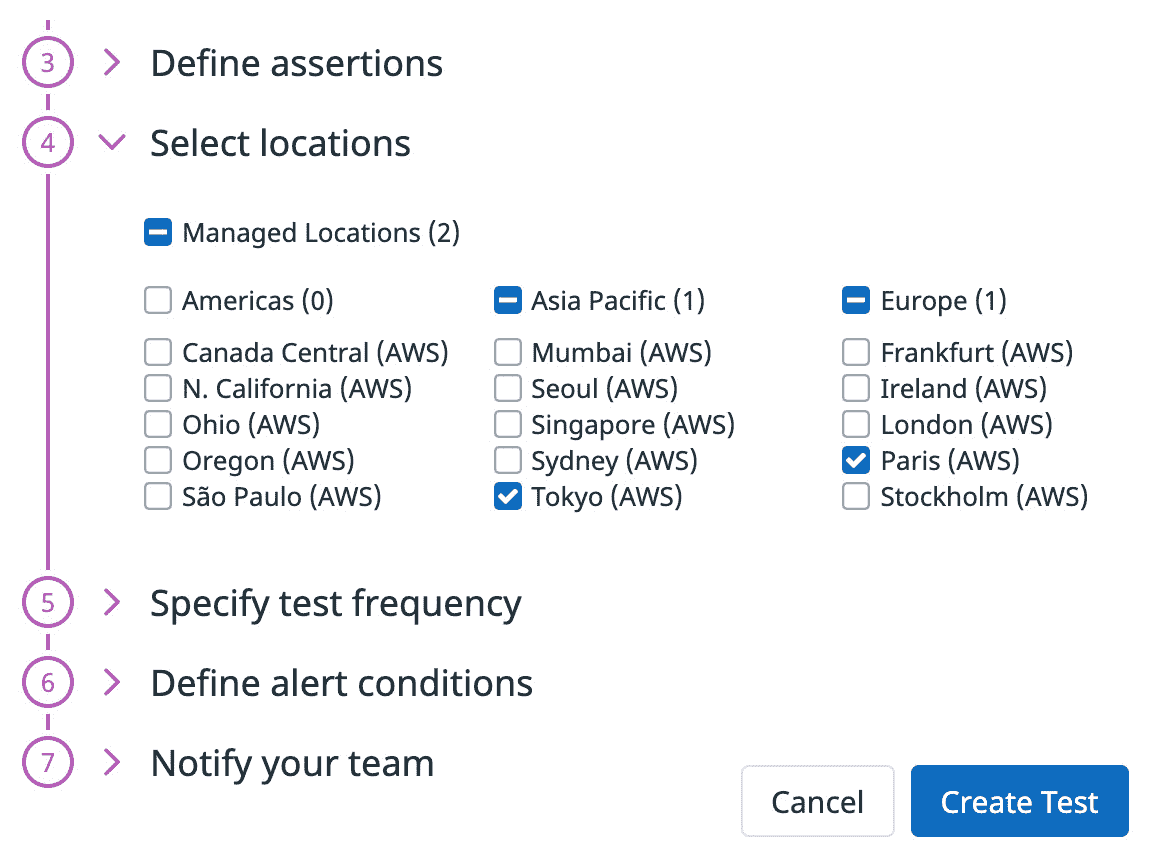 3 Define assertions
4 Select locations
Managed Locations (2)
Americas (0)
Canada Central (AWS)
N. California (AWS)
Ohio (AWS)
Oregon (AWS)
São Paulo (AWS)
Asia Pacific (1)
Mumbai (AWS)
Seoul (AWS)
Singapore (AWS)
Sydney (AWS)
Tokyo (AWS)
Europe (1)
Frankfurt (AWS)
Ireland (AWS)
London (AWS)
Paris (AWS)
Stockholm (AWS)
5 Specify test frequency
6 Define alert conditions
7 Notify your team
Cancel
Create Test